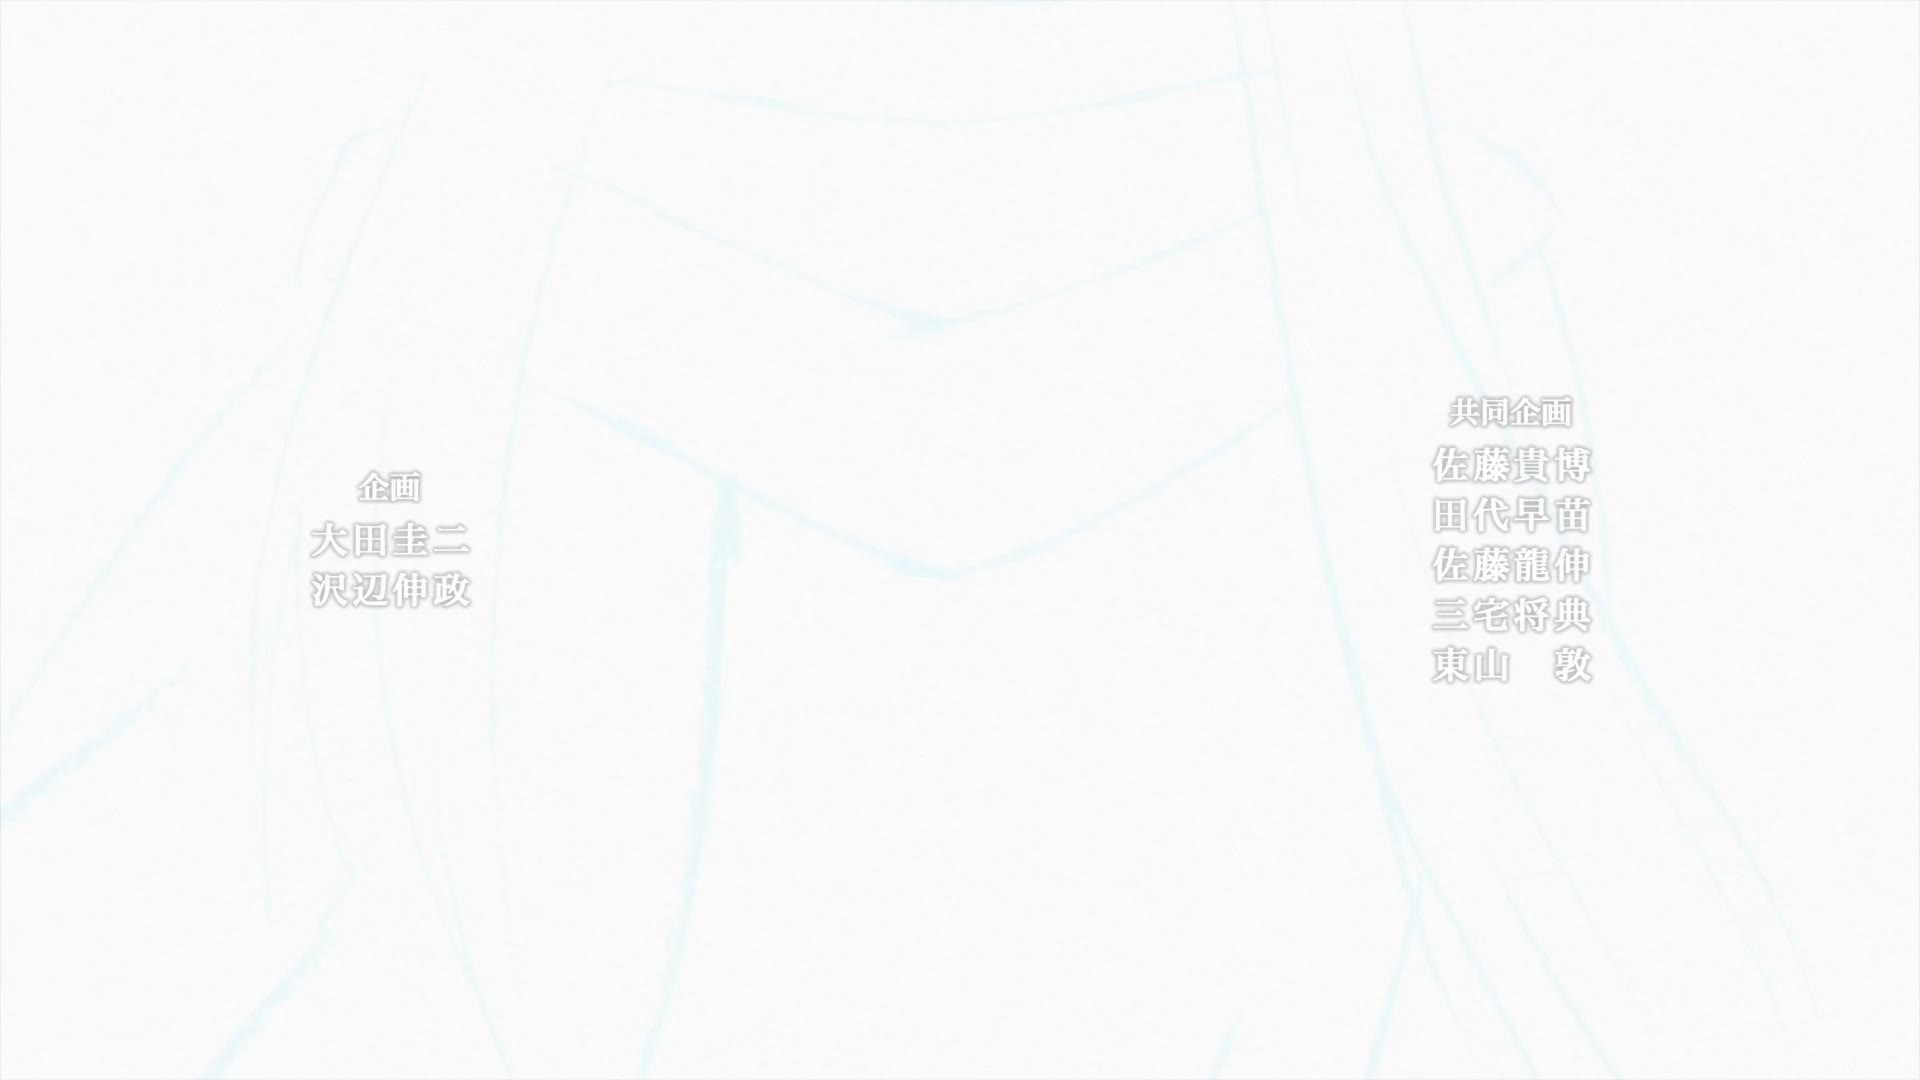 企画
大田圭二
沢辺伸政
共同企画
佐藤貴博
田代早苗
佐藤龍伸
三宅将典
東山　敦